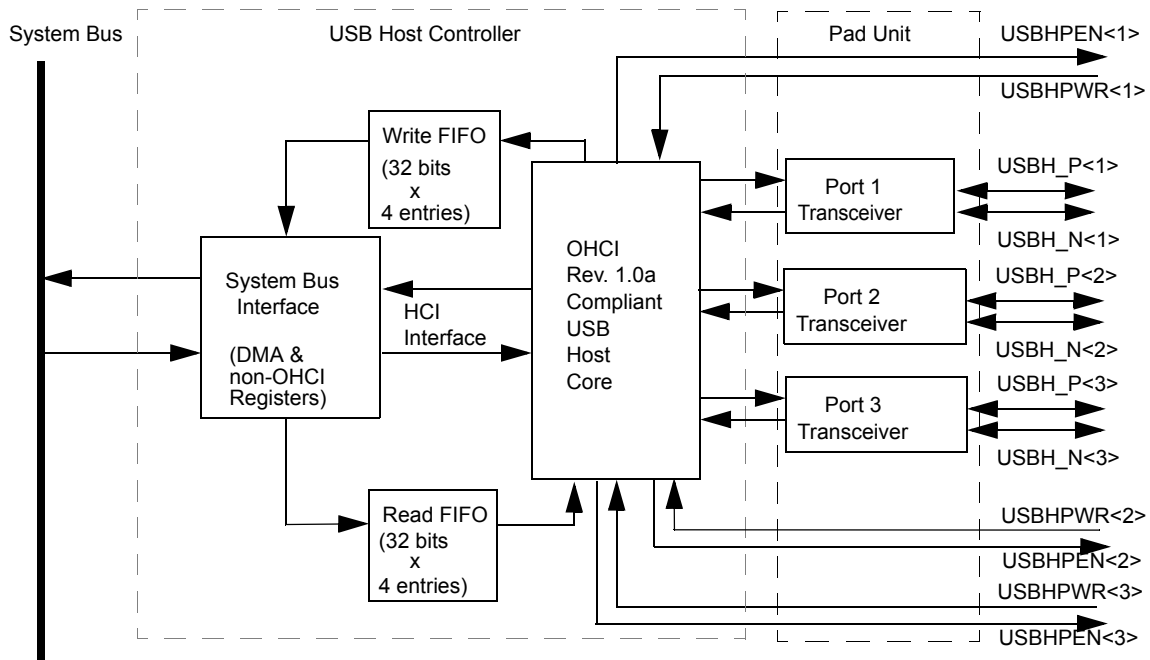 System Bus
USB Host Controller
Pad Unit
USBHPEN<1>
USBHPWR<1>
Write FIFO
(32 bits
x
4 entries)
Port 1
Transceiver
USBH_P<1>
USBH_N<1>
System Bus
Interface
(DMA &
non-OHCI
Registers)
HCI
Interface
OHCI
Rev. 1.0a
Compliant
USB
Host
Core
Port 2
Transceiver
USBH_P<2>
USBH_N<2>
Port 3
Transceiver
USBH_P<3>
USBH_N<3>
Read FIFO
(32 bits
x
4 entries)
USBHPWR<2>
USBHPEN<2>
USBHPWR<3>
USBHPEN<3>